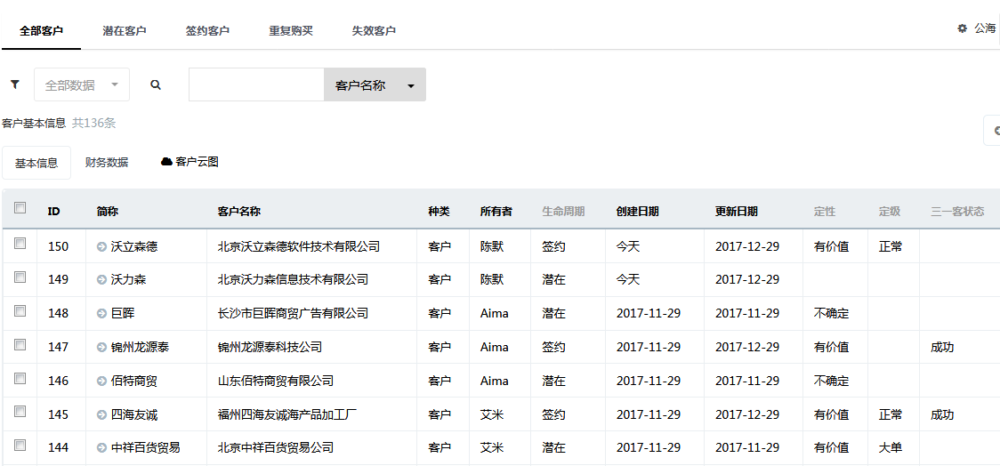 全部客户 潜在客户 签约客户 重复购买 失效客户 公海
全部数据 客户名称
客户基本信息 共136条
基本信息 财务数据 客户云图
ID 简称 客户名称 种类 所有者 生命周期 创建日期 更新日期 定性 定级 三一客状态
150 沃立森德 北京沃立森德软件技术有限公司 客户 陈默 签约 今天 2017-12-29 有价值 正常
149 沃力森 北京沃力森信息技术有限公司 客户 陈默 潜在 今天 2017-12-29
148 巨晖 长沙市巨晖商贸广告有限公司 客户 Aima 潜在 2017-11-29 2017-11-29 不确定
147 锦州龙源泰 锦州龙源泰科技公司 客户 Aima 签约 2017-11-29 2017-12-29 有价值 成功
146 佰特商贸 山东佰特商贸有限公司 客户 Aima 潜在 2017-11-29 2017-11-29 不确定
145 四海友诚 福州四海友诚海产品加工厂 客户 艾米 签约 2017-11-29 2017-12-29 有价值 正常 成功
144 中祥百货贸易 北京中祥百货贸易公司 客户 艾米 潜在 2017-11-29 2017-11-29 有价值 大单